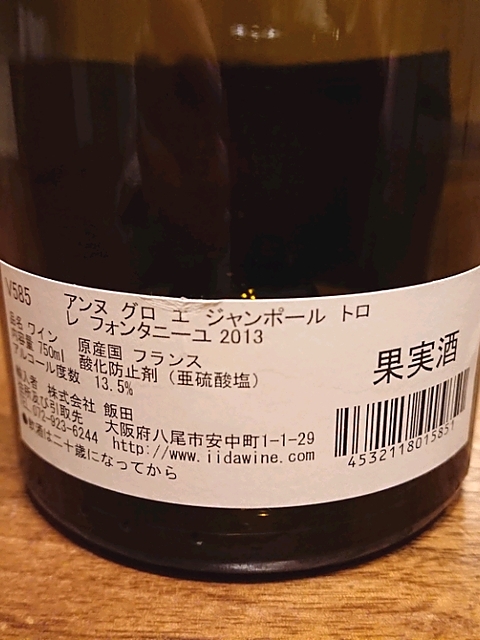 V585
アンヌ グロ エ ジャンポール トロ
レ フォンタニーユ 2013
品名 ワイン 原産国 フランス
内容量 750ml 酸化防止剤（亜硫酸塩）
アルコール度数 13.5%
果実酒
輸入者 株式会社 飯田
及び引取先 大阪府八尾市安中町1-1-29
072-923-6244 http://www.iidawine.com
●飲酒は二十歳になってから
4532118015851